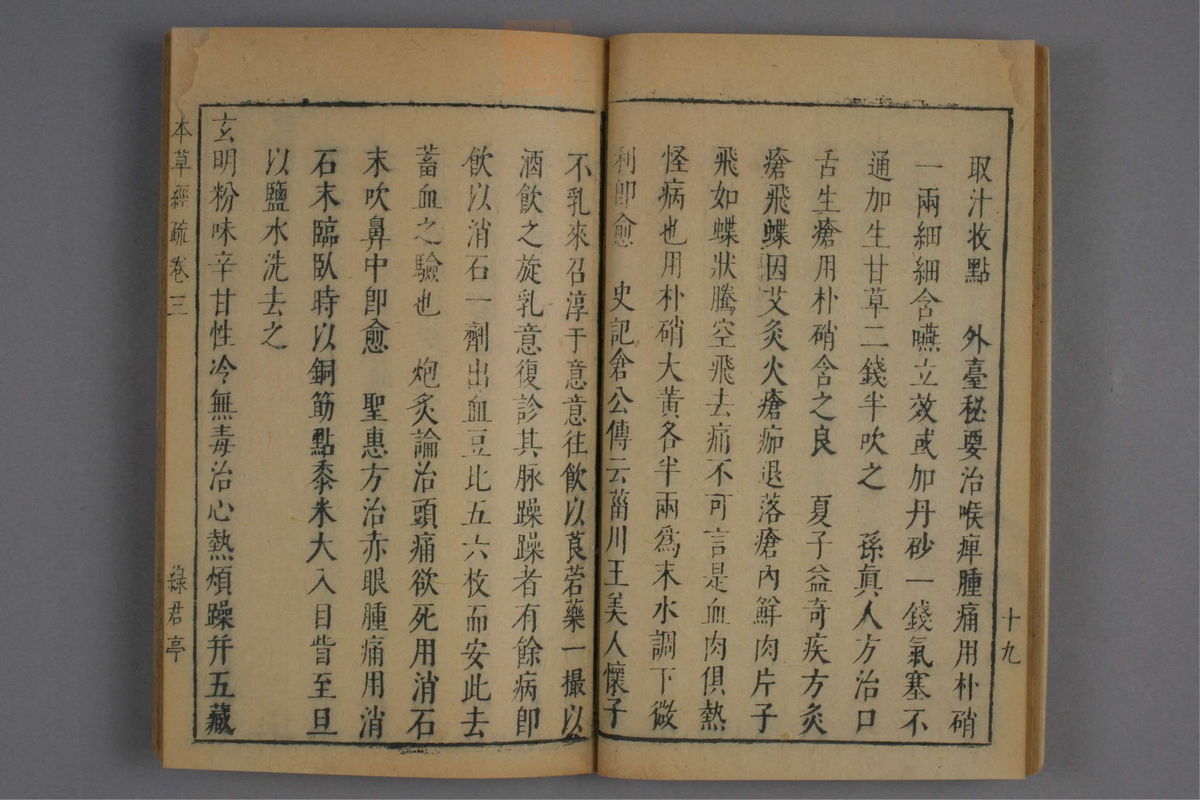 十九
取汁收點　外臺秘要治喉痺腫痛用朴硝
一兩細細含嚥立效或加丹砂一錢氣塞不
通加生甘草二錢半吹之　孫真人方治口
舌生瘡用朴硝含之良　夏子益奇疾方灸
瘡飛蝶因艾灸火瘡痂退落瘡內鮮肉片子
飛如蝶狀騰空飛去痛不可言是血肉俱熱
怪病也用朴硝大黃各半兩爲末水調下微
利卽愈　史記倉公傳云菑川王美人懷子
不乳來召淳于意意往飲以莨菪藥一撮以
酒飲之旋乳意復診其脉躁躁者有餘病卽
飲以消石一劑出血豆比五六枚而安此去
蓄血之驗也　炮炙論治頭痛欲死用消石
末吹鼻中卽愈　聖惠方治赤眼腫痛用消
石末臨臥時以銅筯點黍米大入目眥至旦
以鹽水洗去之
玄明粉味辛甘性冷無毒治心熱煩躁幷五藏
本草經疏卷三
綠君亭